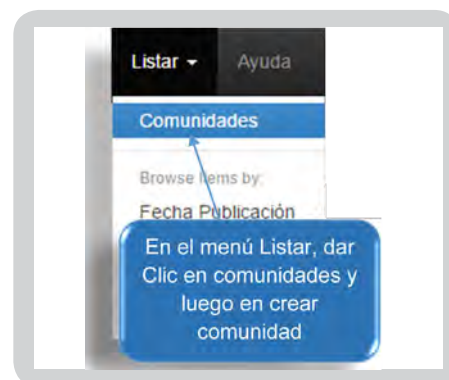 Listar Ayuda
Comunidades
Browse Items by:
Fecha Publicación
En el menú Listar, dar
Clic en comunidades y
luego en crear
comunidad